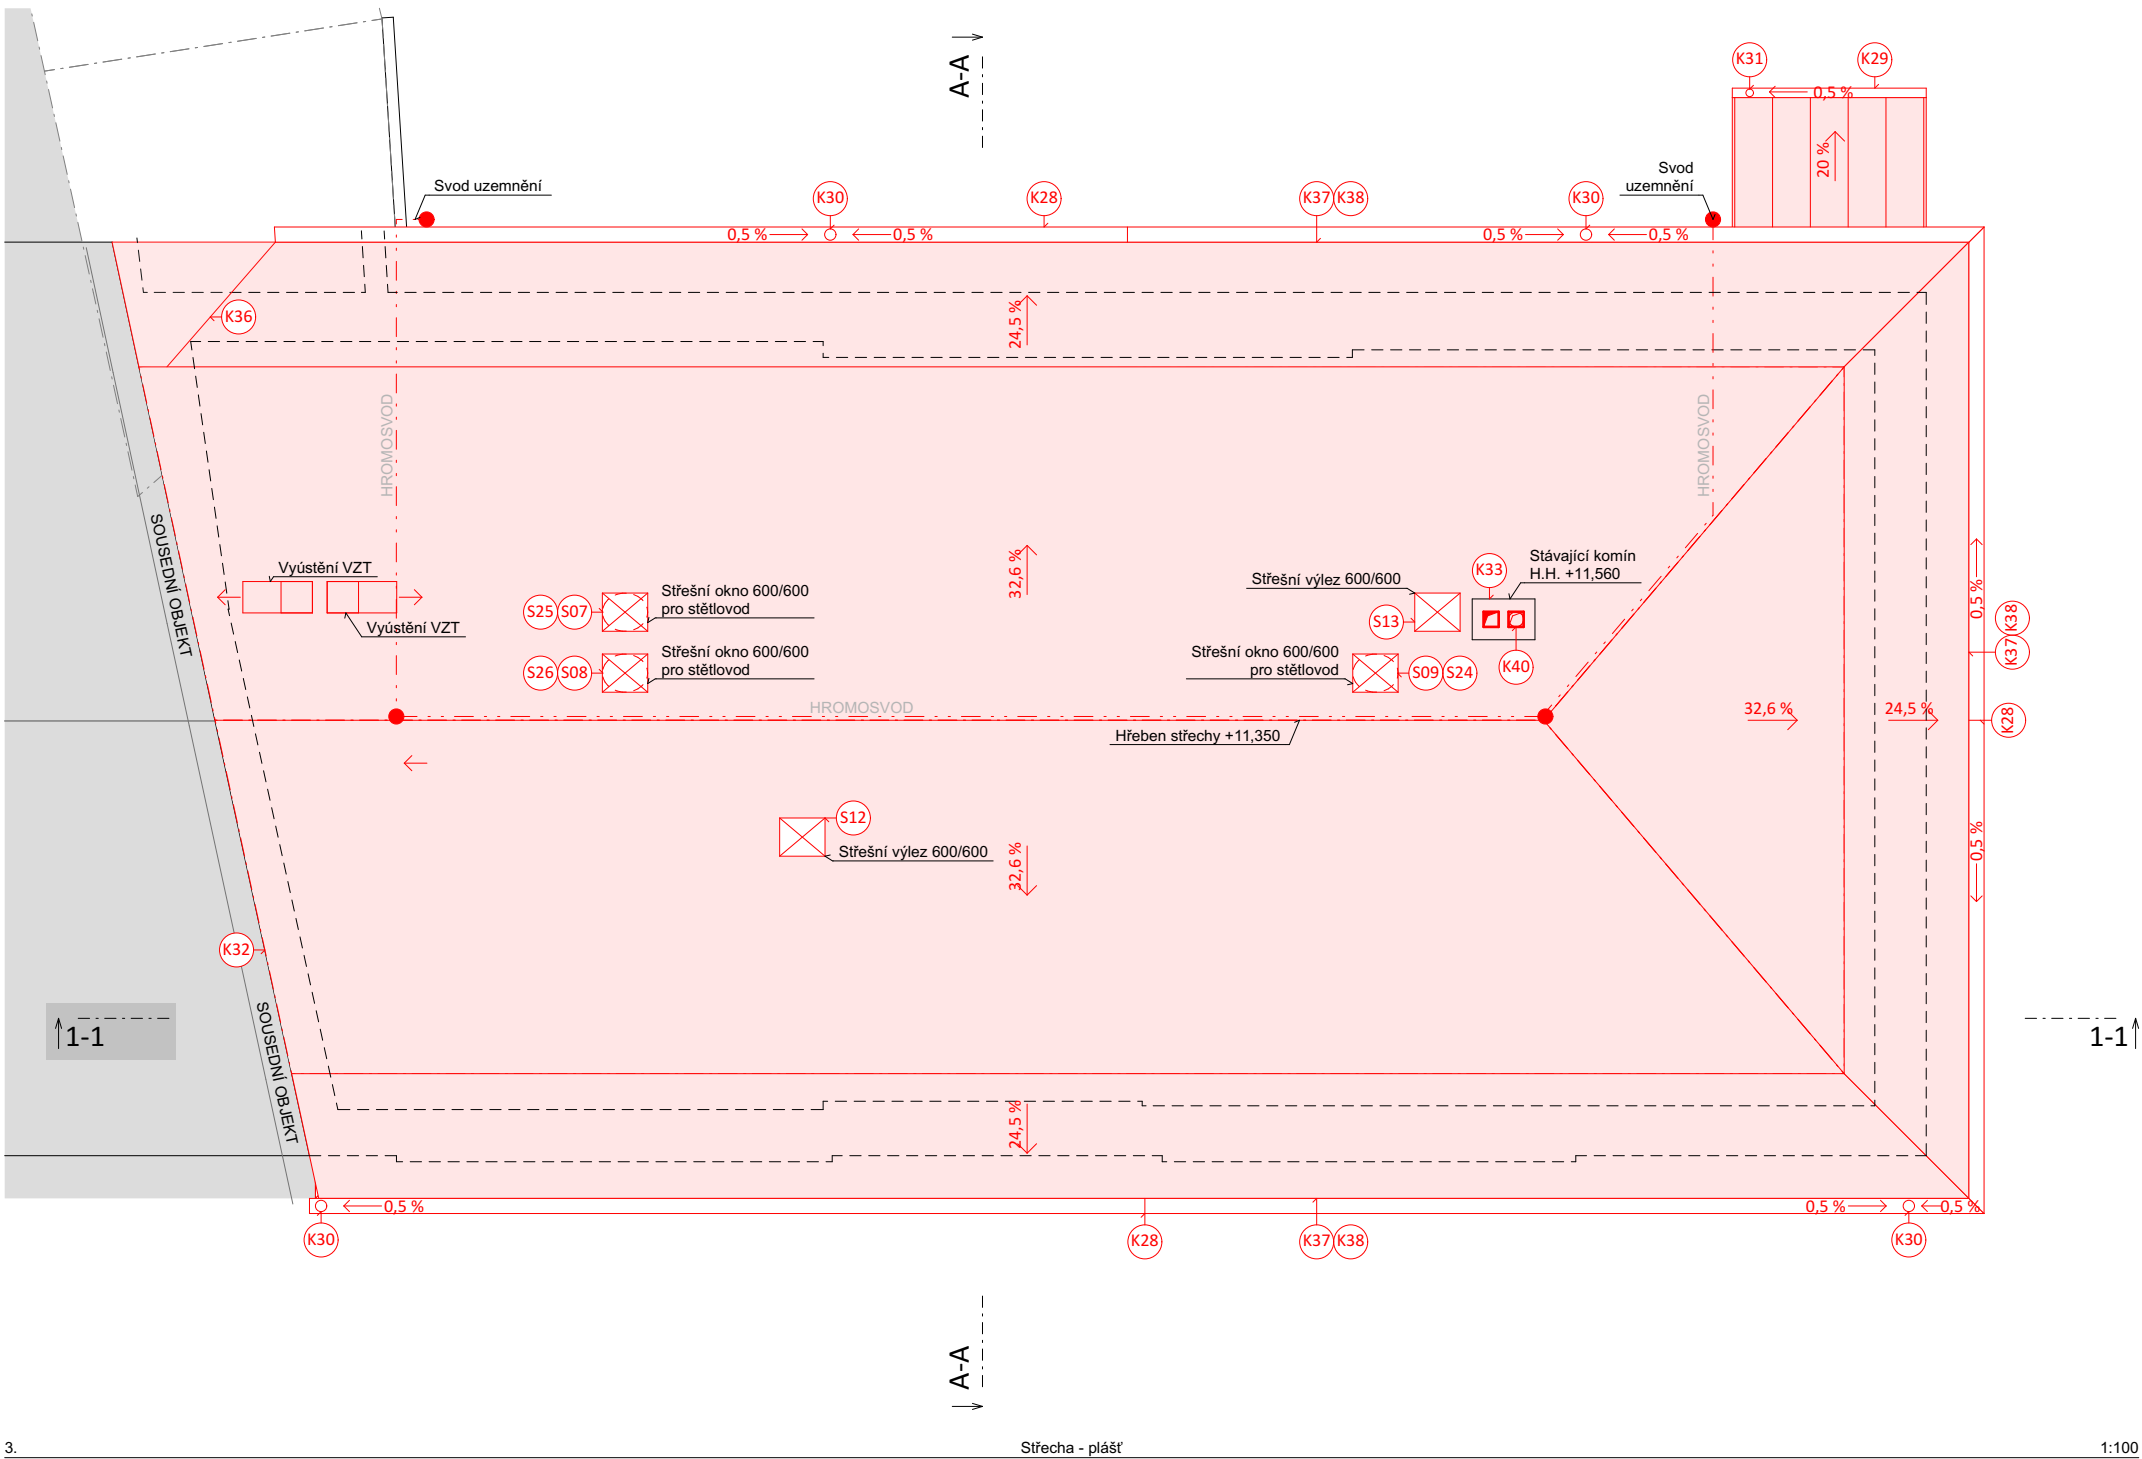 A-A
K31
K29
0,5 %
20 %
Svod uzemnění
Svod
uzemnění
K30
K28
K37
K38
K30
0,5 %
0,5 %
0,5 %
0,5 %
K36
24,5 %
HROMOSVOD
HROMOSVOD
SOUSEDNÍ OBJEKT
Vyústění VZT
Vyústění VZT
S25
S07
Střešní okno 600/600
pro stětlovod
S26
S08
Střešní okno 600/600
pro stětlovod
32,6 %
Střešní výlez 600/600
S13
K33
Stávající komín
H.H. +11,560
K40
Střešní okno 600/600
pro stětlovod
S09
S24
0,5 %
K37
K38
HROMOSVOD
Hřeben střechy +11,350
32,6 %
24,5 %
K28
S12
Střešní výlez 600/600
32,6 %
0,5 %
K32
SOUSEDNÍ OBJEKT
1-1
1-1
24,5 %
K30
0,5 %
K28
K37
K38
0,5 %
0,5 %
K30
A-A
3.
Střecha - plášť
1:100